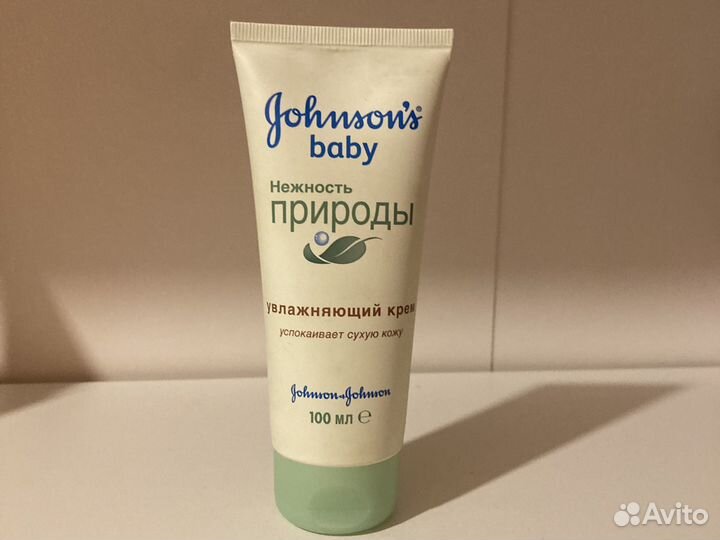 Johnson's®
baby
Нежность
природы
увлажняющий крем
успокаивает сухую кожу
Johnson & Johnson
100 мл ℮
Avito